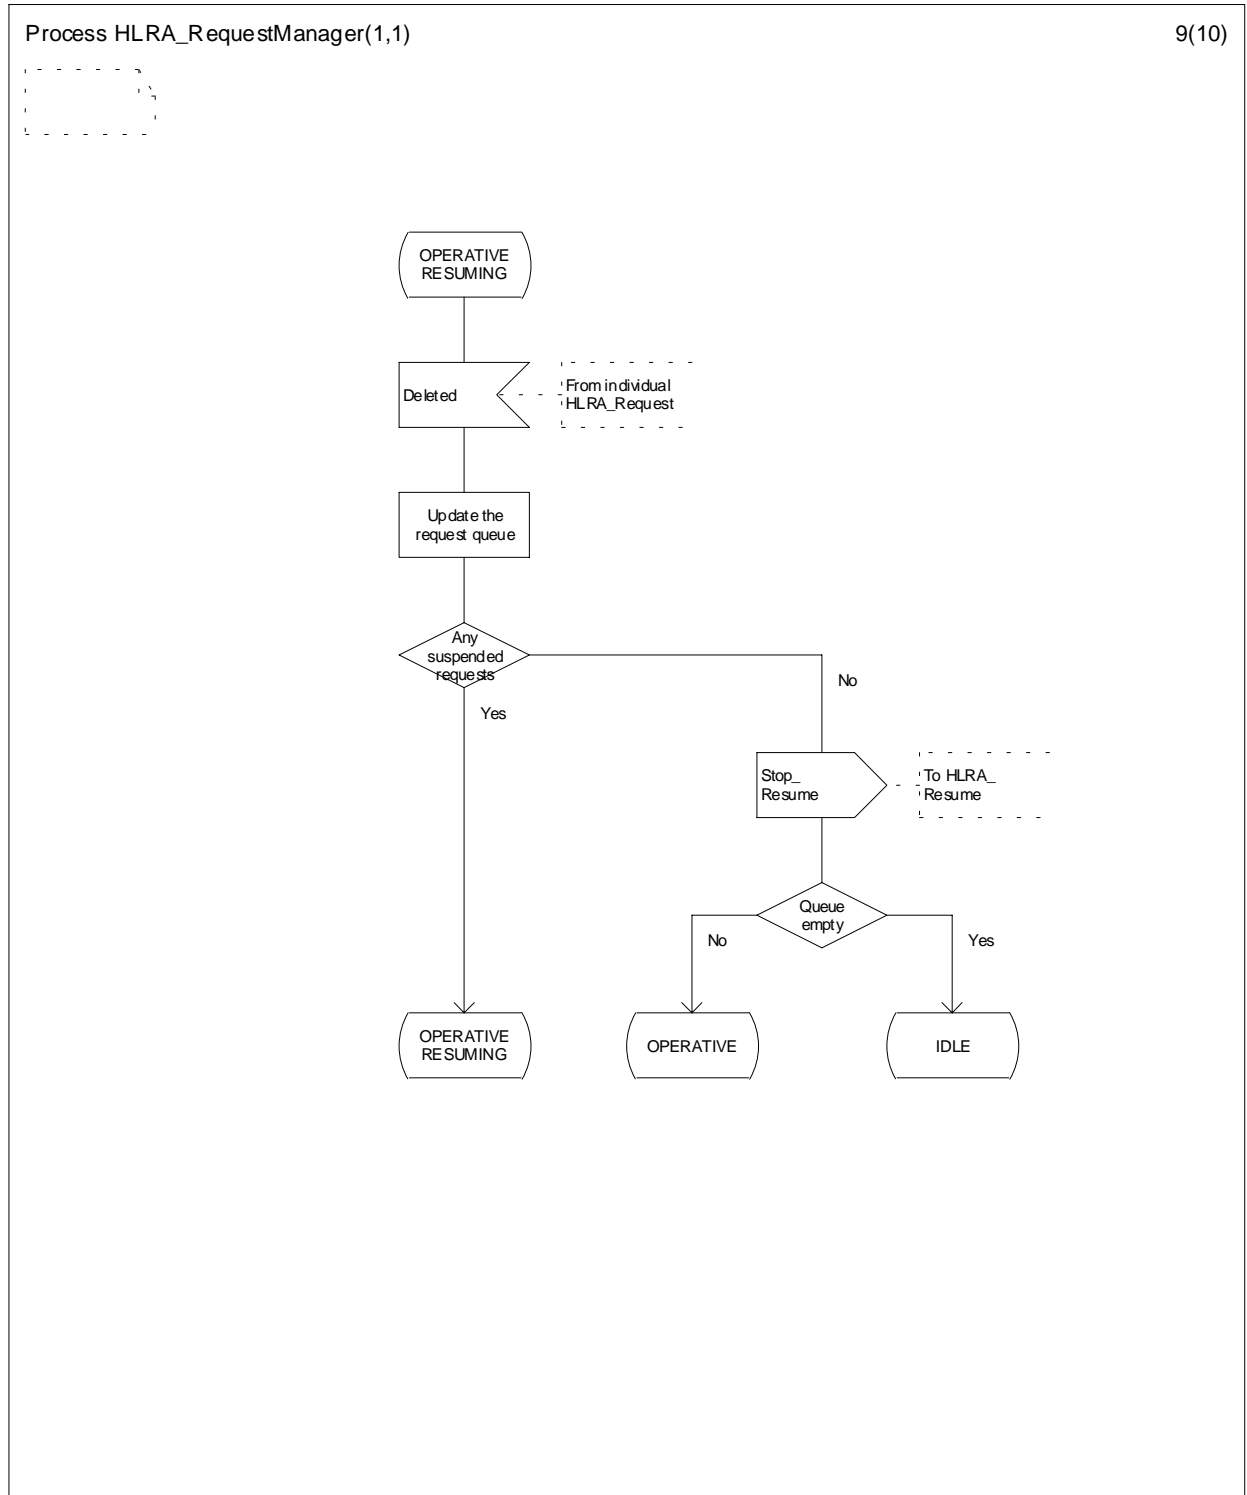 Process HLRA_RequestManager(1,1)
9(10)
OPERATIVE
RESUMING
Deleted
From individual
HLRA_Request
Update the
request queue
Any
suspended
requests
No
Yes
Stop_
Resume
To HLRA_
Resume
Queue
empty
No
Yes
OPERATIVE
RESUMING
OPERATIVE
IDLE